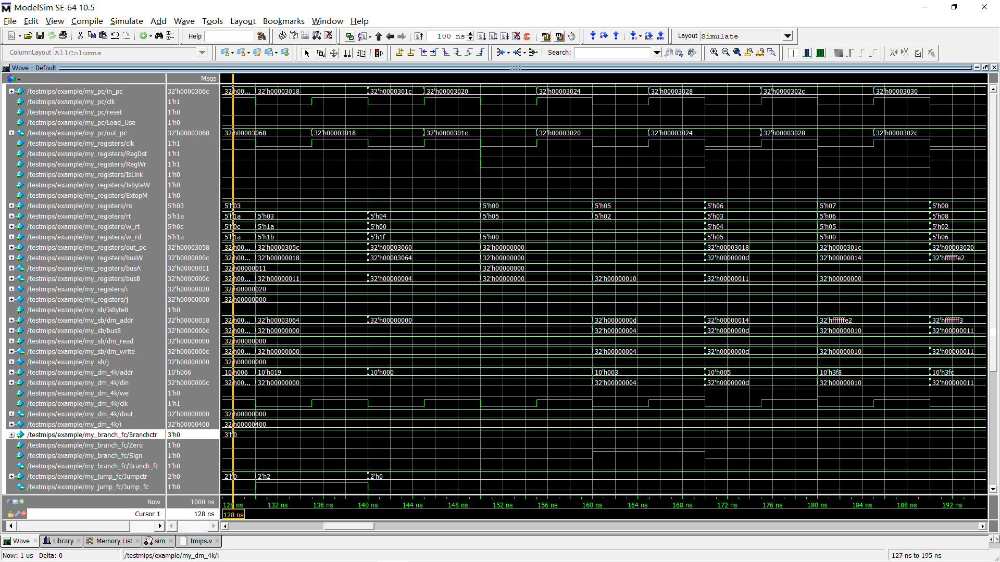 ModelSim SE-64 10.5
File Edit View Compile Simulate Add Wave Tools Layout Bookmarks Window Help
Help 100 ns Layout Simulate
ColumnLayout AllColumns Search:
Wave - Default
Msgs
/testmips/example/my_pc/in_pc 32'h0000306c 32'h00... 32'h00003018 32'h0000301c 32'h00003020 32'h00003024 32'h00003028 32'h0000302c 32'h00003030
/testmips/example/my_pc/clk 1'h1
/testmips/example/my_pc/reset 1'h0
/testmips/example/my_pc/Load_Use 1'h0
/testmips/example/my_pc/out_pc 32'h00003068 32'h00003068 32'h00003018 32'h0000301c 32'h00003020 32'h00003024 32'h00003028 32'h0000302c
/testmips/example/my_registers/clk 1'h1
/testmips/example/my_registers/RegDst 1'h1
/testmips/example/my_registers/RegWr 1'h1
/testmips/example/my_registers/IsLink 1'h0
/testmips/example/my_registers/IsByteW 1'h0
/testmips/example/my_registers/ExtopM 1'h0
/testmips/example/my_registers/rs 5'h03 5'h03 5'h00 5'h05 5'h06 5'h07 5'h00
/testmips/example/my_registers/rt 5'h1a 5'h1a 5'h03 5'h04 5'h05 5'h02 5'h03 5'h06 5'h08
/testmips/example/my_registers/w_rt 5'h0c 5'h0c 5'h1a 5'h00 5'h04 5'h05 5'h02
/testmips/example/my_registers/w_rd 5'h1a 5'h1a 5'h1b 5'h1f 5'h00 5'h05 5'h00 5'h06
/testmips/example/my_registers/out_pc 32'h00003058 32'h00... 32'h0000305c 32'h00003060 32'h00000000 32'h00003018 32'h0000301c 32'h00003020
/testmips/example/my_registers/busW 32'h0000000c 32'h00... 32'h00000018 32'h00003064 32'h00000000 32'h0000000d 32'h00000014 32'hffffffe2
/testmips/example/my_registers/busA 32'h00000011 32'h00000011 32'h00000000
/testmips/example/my_registers/busB 32'h0000000c 32'h00... 32'h00000011 32'h00000004 32'h00000000 32'h00000010 32'h00000011 32'h00000000
/testmips/example/my_registers/i 32'h00000020 32'h00000020
/testmips/example/my_registers/j 32'h00000000 32'h00000000
/testmips/example/my_sb/IsByteB 1'h0
/testmips/example/my_sb/dm_addr 32'h00000018 32'h00... 32'h00003064 32'h00000000 32'h0000000d 32'h00000014 32'hffffffe2 32'hfffffff3
/testmips/example/my_sb/busB 32'h0000000c 32'h00... 32'h00000000 32'h00000004 32'h0000000d 32'h00000010 32'h00000011
/testmips/example/my_sb/dm_read 32'h00000000 32'h00000000
/testmips/example/my_sb/dm_write 32'h0000000c 32'h00... 32'h00000000 32'h00000004 32'h0000000d 32'h00000010 32'h00000011
/testmips/example/my_sb/j 32'h00000000 32'h00000000
/testmips/example/my_dm_4k/addr 10'h006 10'h006 10'h019 10'h000 10'h003 10'h005 10'h3f8 10'h3fc
/testmips/example/my_dm_4k/din 32'h0000000c 32'h00... 32'h00000000 32'h00000004 32'h0000000d 32'h00000010 32'h00000011
/testmips/example/my_dm_4k/we 1'h0
/testmips/example/my_dm_4k/clk 1'h1
/testmips/example/my_dm_4k/dout 32'h00000000 32'h00000000
/testmips/example/my_dm_4k/i 32'h00000400 32'h00000400
/testmips/example/my_branch_fc/Branchctr 3'h0 3'h0
/testmips/example/my_branch_fc/Zero 1'h0
/testmips/example/my_branch_fc/Sign 1'h0
/testmips/example/my_branch_fc/Branch_fc 1'h0
/testmips/example/my_jump_fc/Jumpctr 2'h0 2'h0 2'h2 2'h0
/testmips/example/my_jump_fc/Jump_fc 1'h0
Now 1000 ns 128 ns 132 ns 136 ns 140 ns 144 ns 148 ns 152 ns 156 ns 160 ns 164 ns 168 ns 172 ns 176 ns 180 ns 184 ns 188 ns 192 ns
Cursor 1 128 ns 128 ns
Wave Library Memory List sim tmips.v
Now: 1 us Delta: 0 /testmips/example/my_dm_4k/i 127 ns to 195 ns